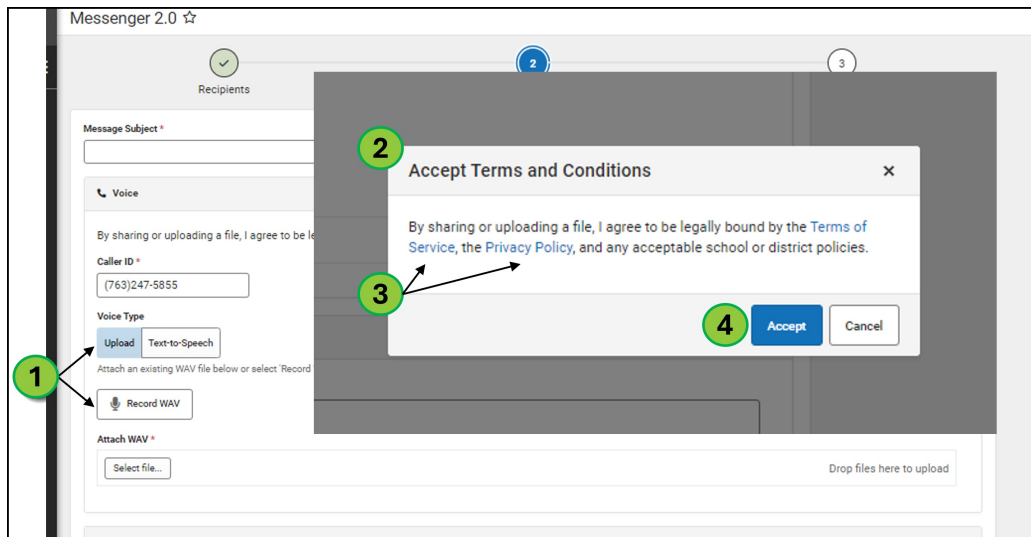 Messenger 2.0
2
3
Recipients
Message Subject *
2
Accept Terms and Conditions
×
By sharing or uploading a file, I agree to be legally bound by the Terms of
Service, the Privacy Policy, and any acceptable school or district policies.
3
4
Accept
Cancel
Voice
By sharing or uploading a file, I agree to be le
Caller ID *
(763)247-5855
Voice Type
Upload
Text-to-Speech
1
Attach an existing WAV file below or select 'Record
Record WAV
Attach WAV *
Select file...
Drop files here to upload